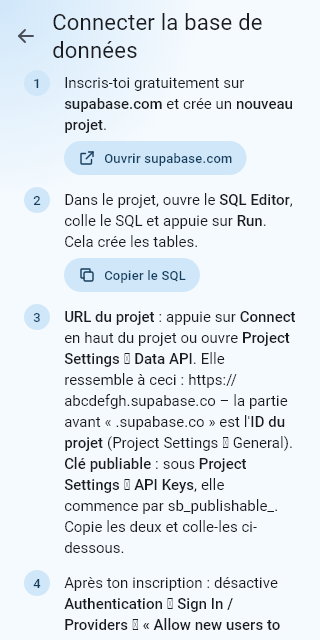 Connecter la base de
données
1 Inscris-toi gratuitement sur
supabase.com et crée un nouveau
projet.
Ouvrir supabase.com
2 Dans le projet, ouvre le SQL Editor,
colle le SQL et appuie sur Run.
Cela crée les tables.
Copier le SQL
3 URL du projet : appuie sur Connect
en haut du projet ou ouvre Project
Settings ▯ Data API. Elle
ressemble à ceci : https://
abcdefgh.supabase.co – la partie
avant « .supabase.co » est l'ID du
projet (Project Settings ▯ General).
Clé publiable : sous Project
Settings ▯ API Keys, elle
commence par sb_publishable_.
Copie les deux et colle-les ci-
dessous.
4 Après ton inscription : désactive
Authentication ▯ Sign In /
Providers ▯ « Allow new users to